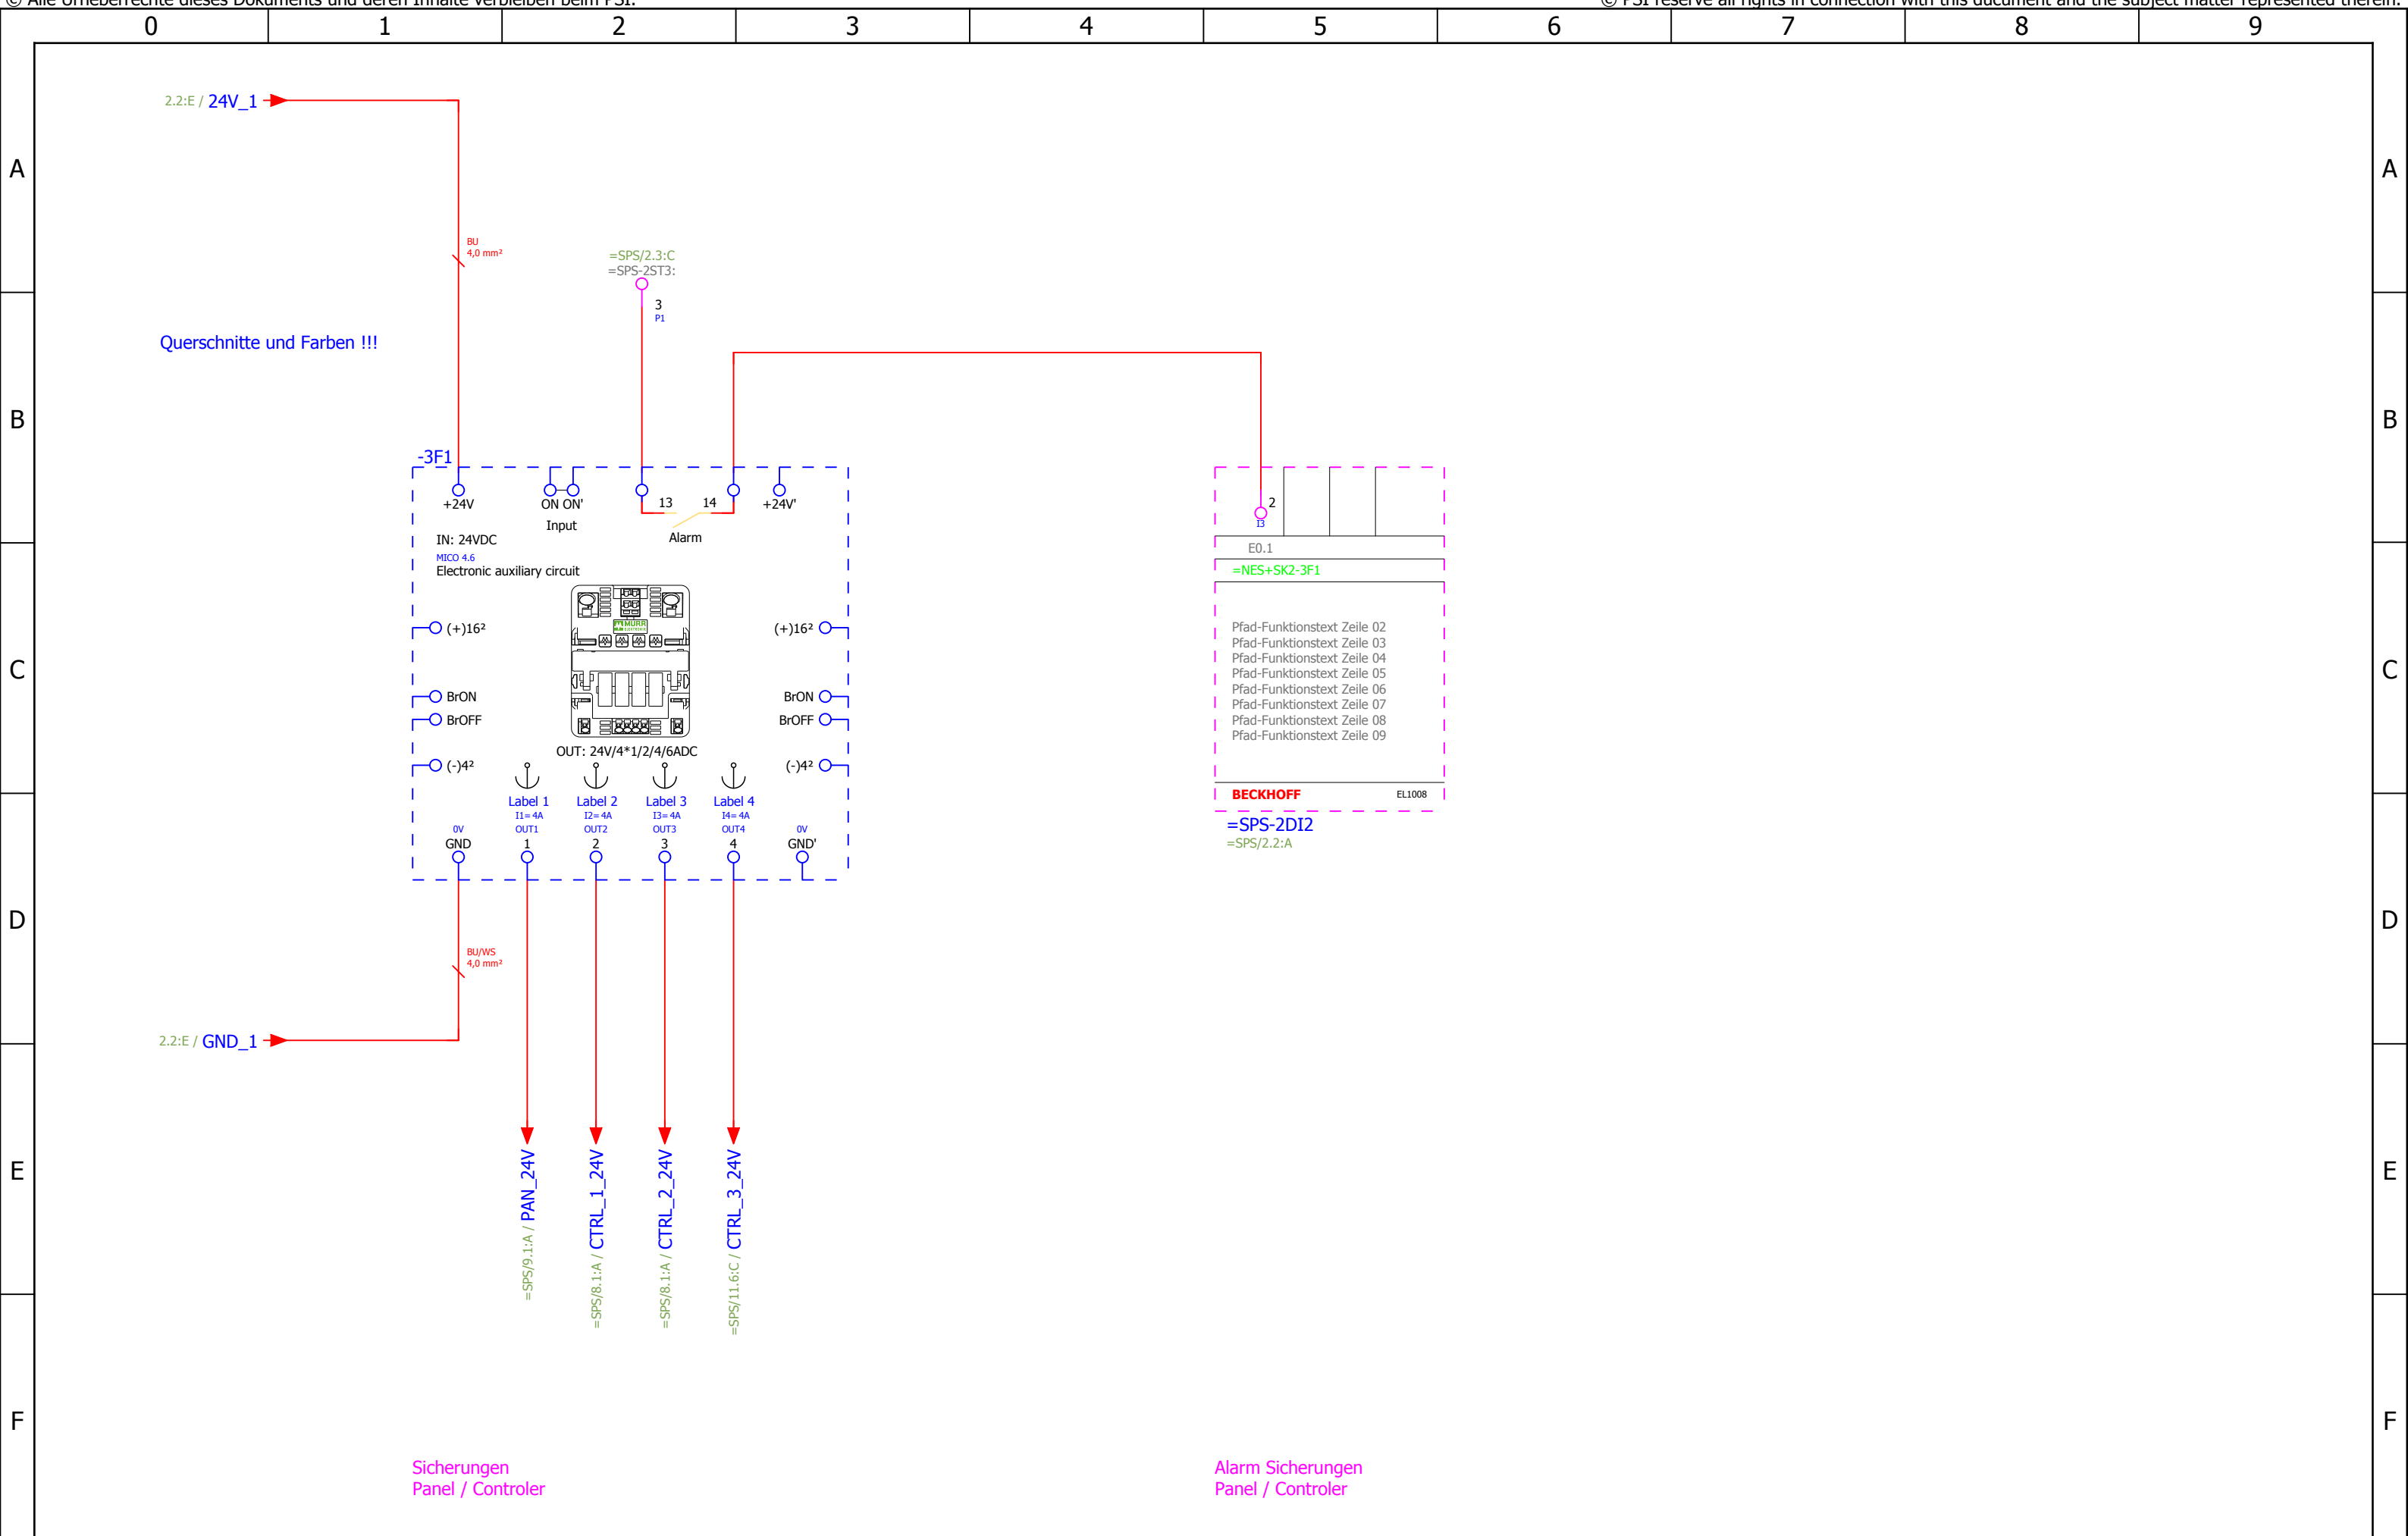 © Alle Urheberrechte dieses Dokuments und deren Inhalte verbleiben beim PSI.
© PSI reserve all rights in connection with this ducument and the subject matter represented therein.
0 1 2 3 4 5 6 7 8 9
2.2:E / 24V_1
A A
BU
4,0 mm²
=SPS/2.3:C
=SPS-2ST3:
3
P1
Querschnitte und Farben !!!
B B
-3F1
+24V
ON ON'
Input
13 14
Alarm
+24V'
IN: 24VDC
MICO 4.6
Electronic auxiliary circuit
MURR
(+)16² (+)16²
C C
BrON BrON
BrOFF BrOFF
OUT: 24V/4*1/2/4/6ADC
(-)4² (-)4²
Label 1 Label 2 Label 3 Label 4
I1= 4A I2= 4A I3= 4A I4= 4A
0V OUT1 OUT2 OUT3 OUT4 0V
GND 1 2 3 4 GND'
2
I3
E0.1
=NES+SK2-3F1
Pfad-Funktionstext Zeile 02
Pfad-Funktionstext Zeile 03
Pfad-Funktionstext Zeile 04
Pfad-Funktionstext Zeile 05
Pfad-Funktionstext Zeile 06
Pfad-Funktionstext Zeile 07
Pfad-Funktionstext Zeile 08
Pfad-Funktionstext Zeile 09
BECKHOFF EL1008
=SPS-2DI2
=SPS/2.2:A
D D
BU/WS
4,0 mm²
2.2:E / GND_1
E E
=SPS/9.1:A / PAN_24V
=SPS/8.1:A / CTRL_1_24V
=SPS/8.1:A / CTRL_2_24V
=SPS/11.6:C / CTRL_3_24V
F F
Sicherungen
Panel / Controler
Alarm Sicherungen
Panel / Controler